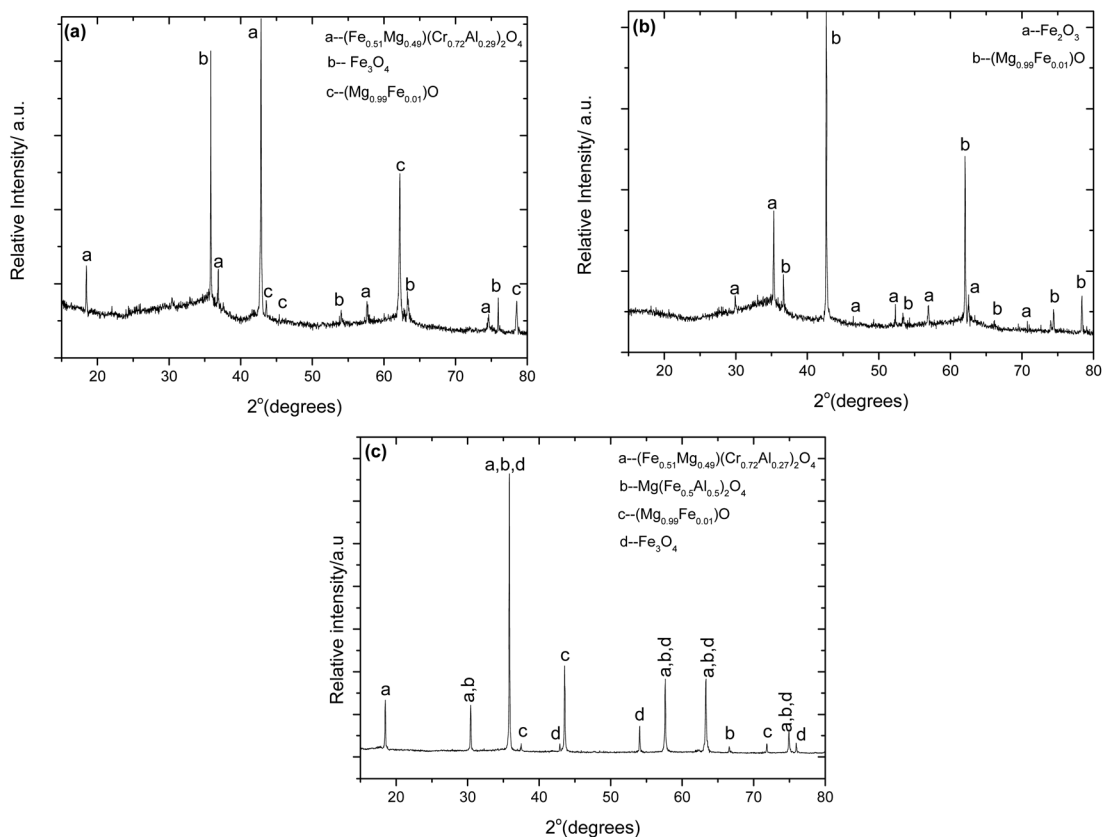 (a)
a--(Fe0.51Mg0.49)(Cr0.72Al0.29)2O4
b-- Fe3O4
c--(Mg0.99Fe0.01)O
Relative Intensity/ a.u.
a
b
a
a
c
c
b
a
c
b
a
b
c
20 30 40 50 60 70 80
2o(degrees)
(b)
a--Fe2O3
b--(Mg0.99Fe0.01)O
Relative Intensity/ a.u.
a
a
b
b
a
a
b
a
b
a
b
a
b
b
20 30 40 50 60 70 80
2o(degrees)
(c)
a--(Fe0.51Mg0.49)(Cr0.72Al0.27)2O4
b--Mg(Fe0.5Al0.5)2O4
c--(Mg0.99Fe0.01)O
d--Fe3O4
Relative intensity/a.u
a
a,b
a,b,d
c
d
c
d
a,b,d
a,b,d
b
c
a,b,d
d
20 30 40 50 60 70 80
2o(degrees)